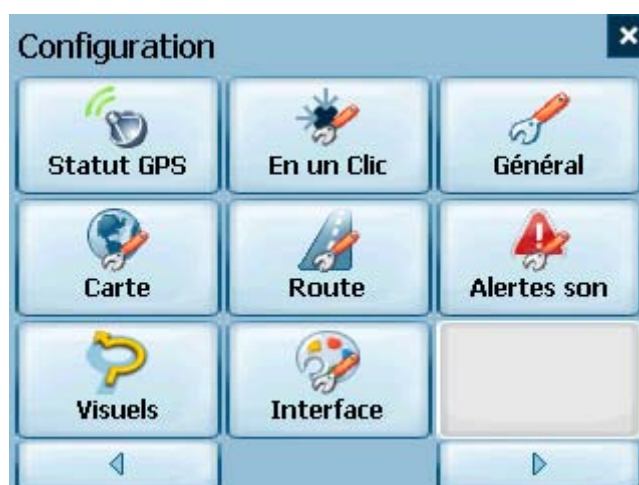 Configuration
Statut GPS
En un Clic
Général
Carte
Route
Alertes son
Visuels
Interface